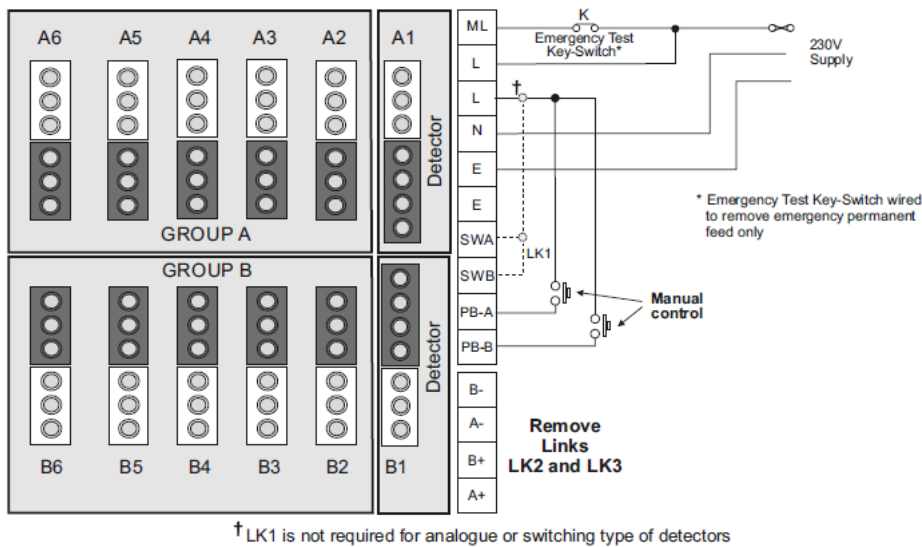 A6 A5 A4 A3 A2 A1
Detector
GROUP A
GROUP B
Detector
B6 B5 B4 B3 B2 B1
ML
L
L
N
E
E
SWA
SWB
PB-A
PB-B
B-
A-
B+
A+
K
Emergency Test
Key-Switch*
230V
Supply
†
* Emergency Test Key-Switch wired
to remove emergency permanent
feed only
LK1
Manual
control
Remove
Links
LK2 and LK3
† LK1 is not required for analogue or switching type of detectors